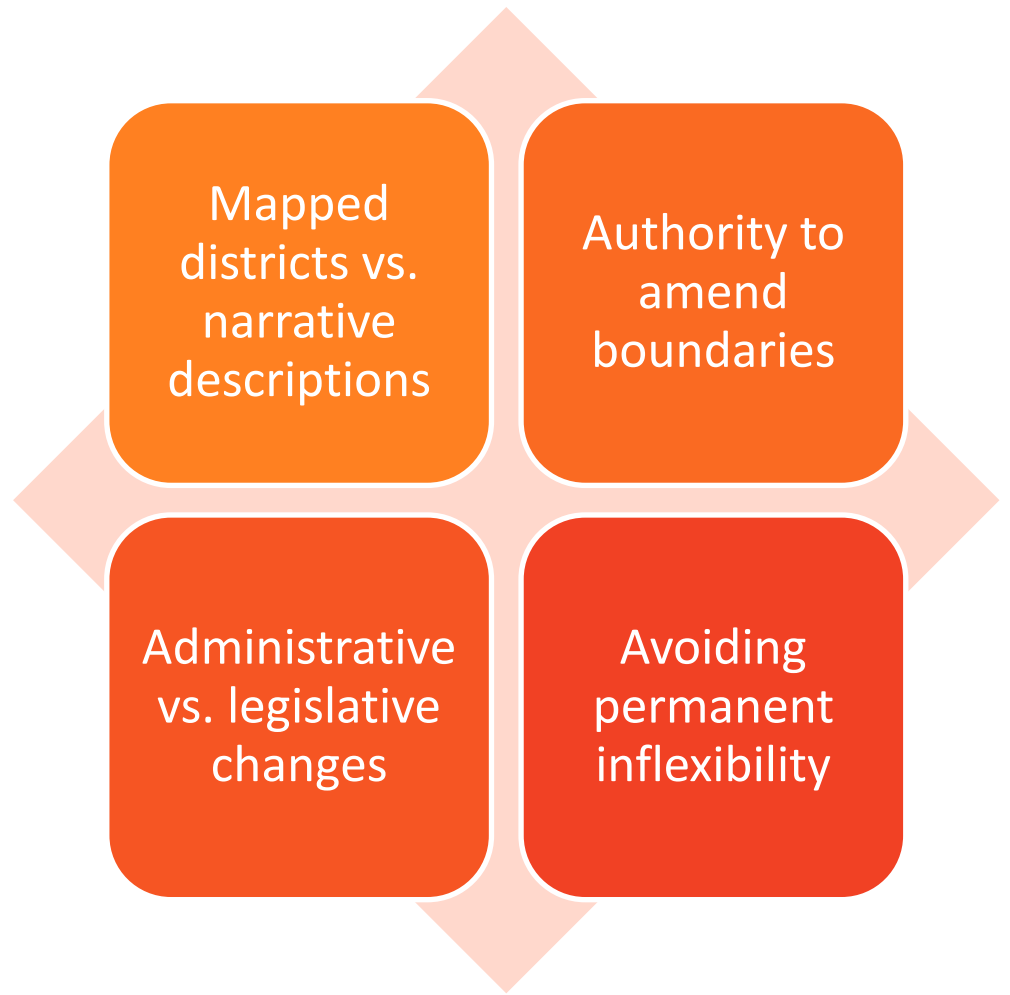 Mapped
districts vs.
narrative
descriptions
Authority to
amend
boundaries
Administrative
vs. legislative
changes
Avoiding
permanent
inflexibility